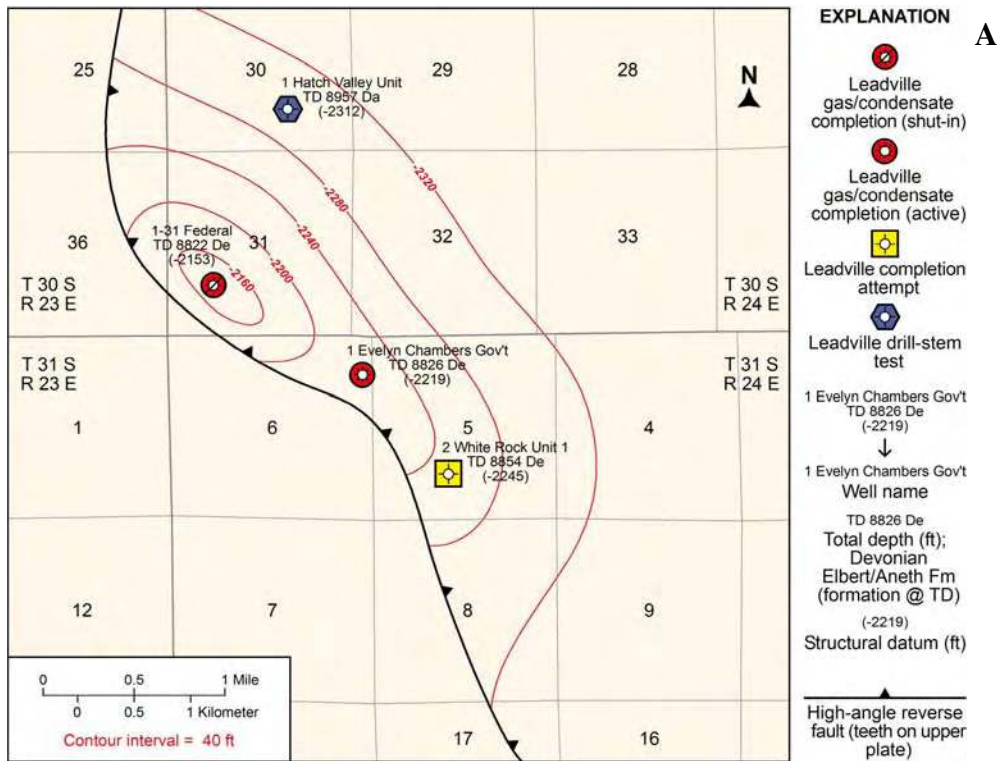 25
30
29
28
1 Hatch Valley Unit
TD 8957 Da
(-2312)
N
-2320
-2280
-2240
36
1-31 Federal
TD 8822 De
(-2153)
31
-2200
-2160
32
33
T 30 S
R 23 E
T 30 S
R 24 E
T 31 S
R 23 E
1 Evelyn Chambers Gov't
TD 8826 De
(-2219)
T 31 S
R 24 E
1
6
5
4
2 White Rock Unit 1
TD 8854 De
(-2245)
12
7
8
9
17
16
0 0.5 1 Mile
0 0.5 1 Kilometer
Contour interval = 40 ft
A
EXPLANATION
Leadville
gas/condensate
completion (shut-in)
Leadville
gas/condensate
completion (active)
Leadville completion
attempt
Leadville drill-stem
test
1 Evelyn Chambers Gov't
TD 8826 De
(-2219)
1 Evelyn Chambers Gov't
Well name
TD 8826 De
Total depth (ft);
Devonian
Elbert/Aneth Fm
(formation @ TD)
(-2219)
Structural datum (ft)
High-angle reverse
fault (teeth on upper
plate)